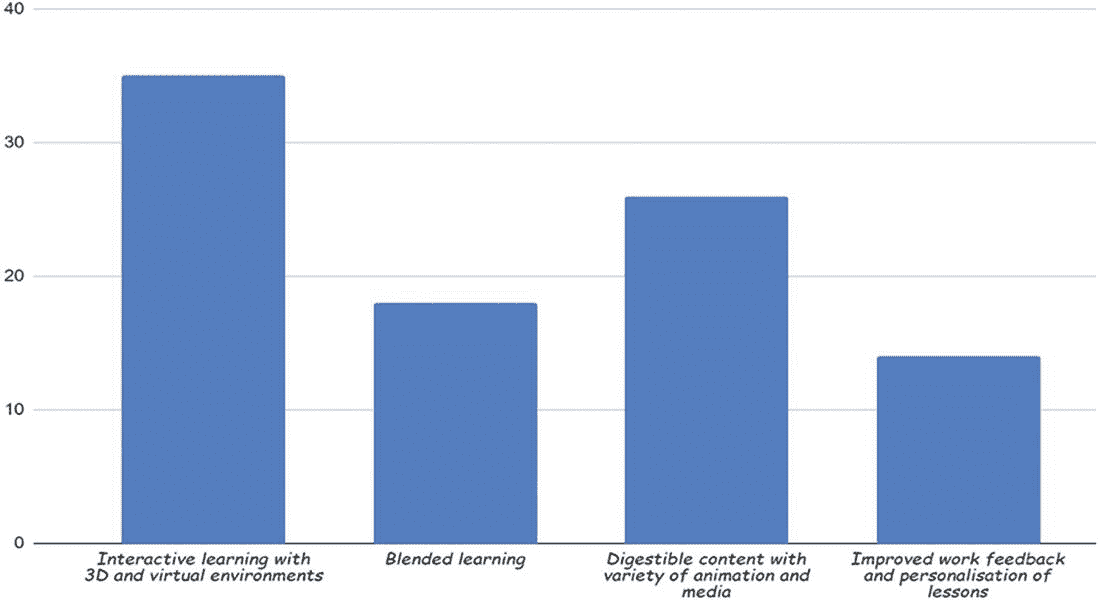 40
30
20
10
0
Interactive learning with
3D and virtual environments
Blended learning
Digestible content with
variety of animation and
media
Improved work feedback
and personalisation of
lessons